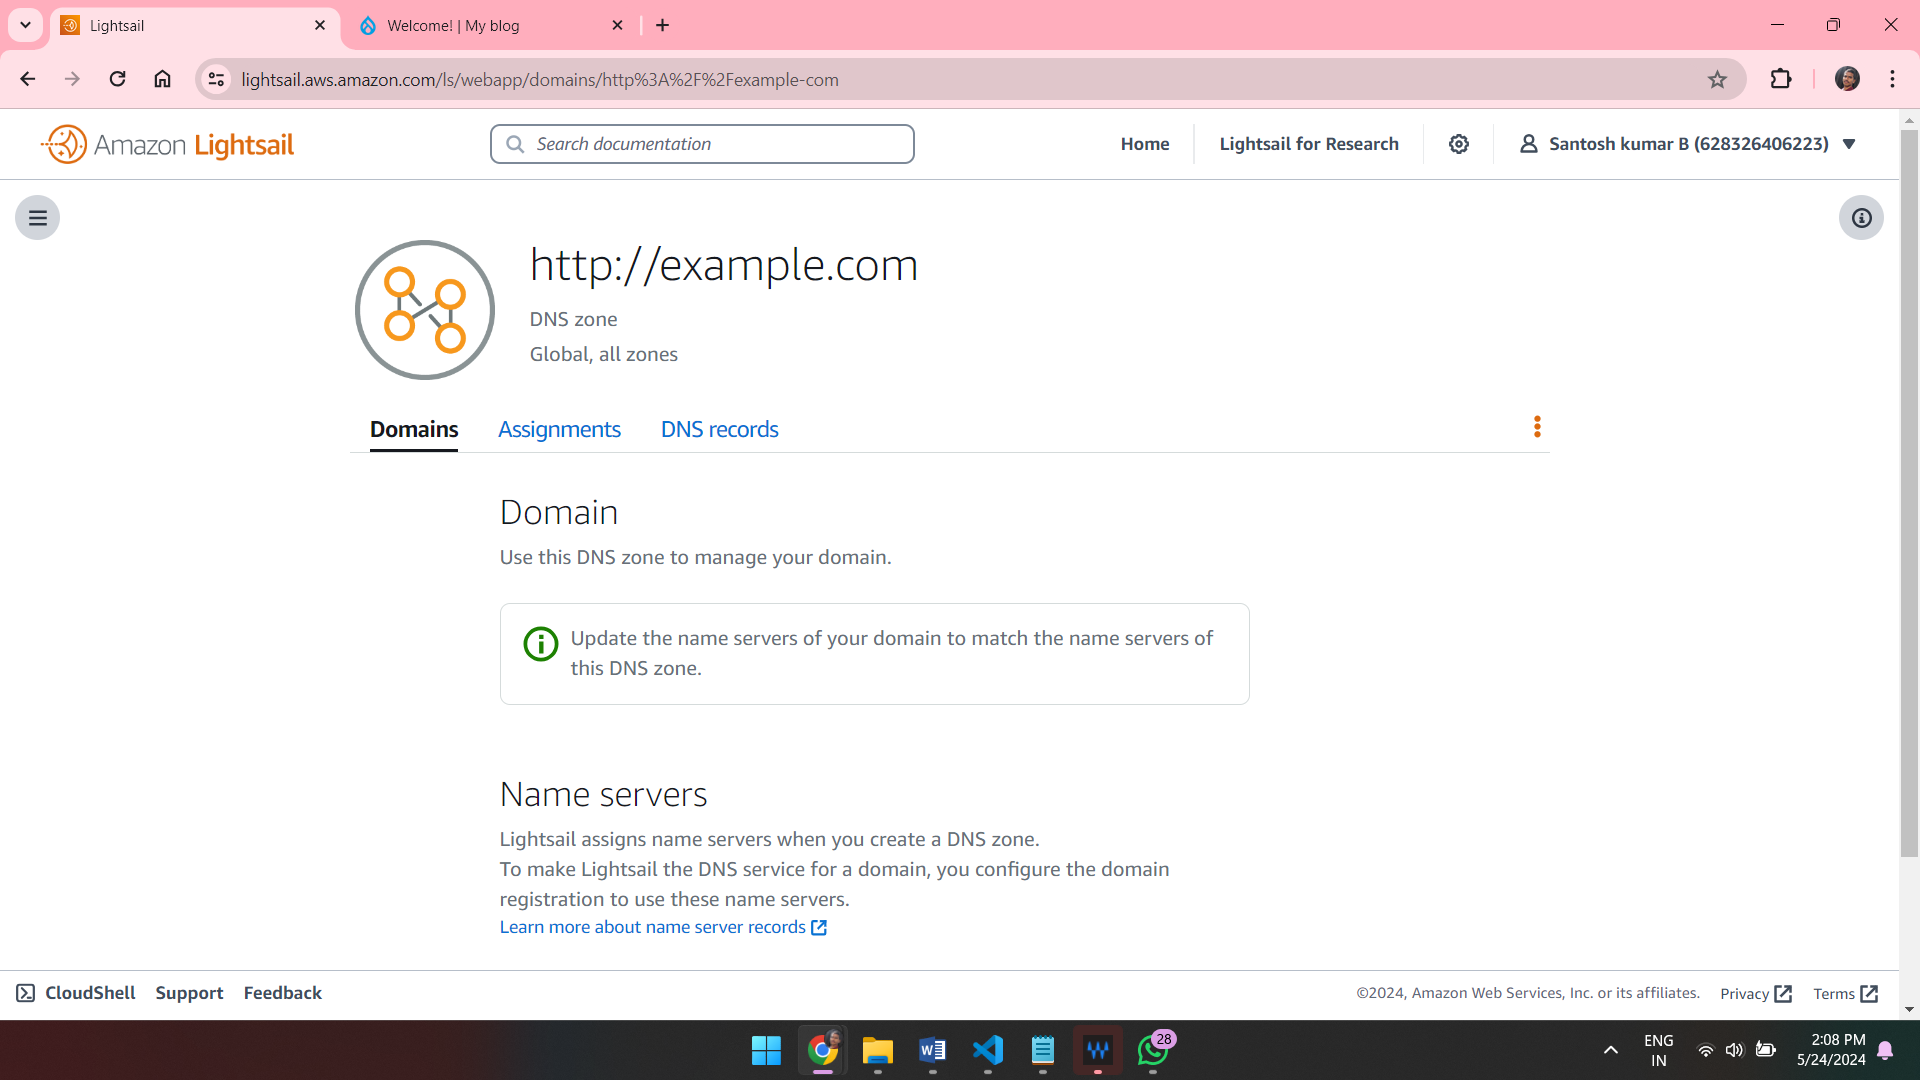 Lightsail
Welcome! | My blog
lightsail.aws.amazon.com/ls/webapp/domains/http%3A%2F%2Fexample-com
Amazon Lightsail
Search documentation
Home
Lightsail for Research
Santosh kumar B (628326406223)
http://example.com
DNS zone
Global, all zones
Domains
Assignments
DNS records
Domain
Use this DNS zone to manage your domain.
Update the name servers of your domain to match the name servers of
this DNS zone.
Name servers
Lightsail assigns name servers when you create a DNS zone.
To make Lightsail the DNS service for a domain, you configure the domain
registration to use these name servers.
Learn more about name server records
CloudShell
Support
Feedback
©2024, Amazon Web Services, Inc. or its affiliates.
Privacy
Terms
28
ENG
IN
2:08 PM
5/24/2024